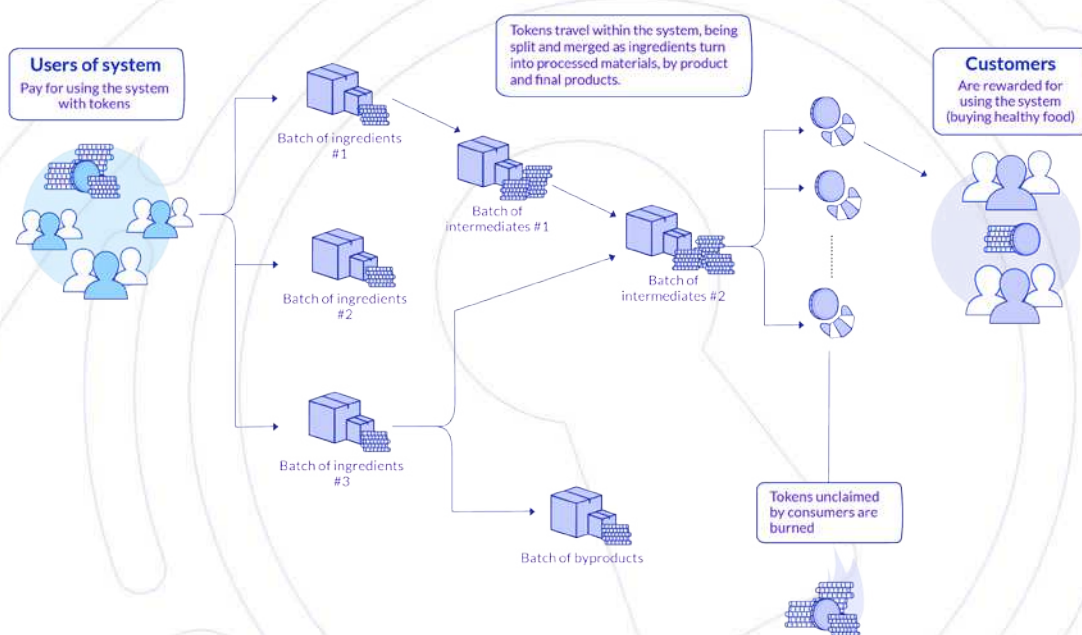 Users of system
Pay for using the system
with tokens
Tokens travel within the system, being
split and merged as ingredients turn
into processed materials, by product
and final products.
Customers
Are rewarded for
using the system
(buying healthy food)
Batch of ingredients
#1
Batch of
intermediates #1
Batch of ingredients
#2
Batch of
intermediates #2
Batch of ingredients
#3
Batch of byproducts
Tokens unclaimed
by consumers are
burned